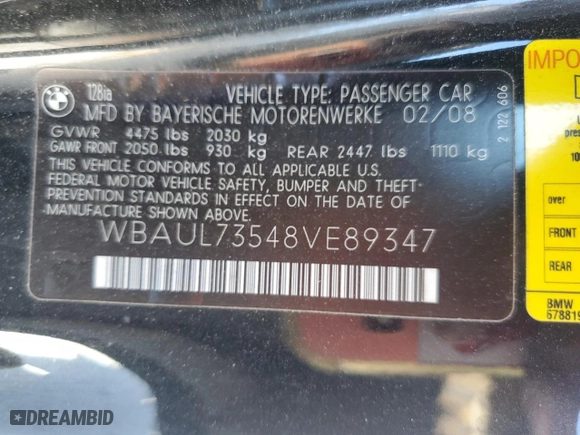 128ia VEHICLE TYPE: PASSENGER CAR
MFD BY BAYERISCHE MOTORENWERKE 02/08
GVWR 4475 lbs 2030 kg
GAWR FRONT 2050 lbs 930 kg REAR 2447 lbs 1110 kg
THIS VEHICLE CONFORMS TO ALL APPLICABLE U.S.
FEDERAL MOTOR VEHICLE SAFETY, BUMPER AND THEFT
PREVENTION STANDARDS IN EFFECT ON THE DATE OF
MANUFACTURE SHOWN ABOVE.
WBAUL73548VE89347
2 122 606
IMPO
10
FRONT
REAR
BMW
678819
DREAMBID